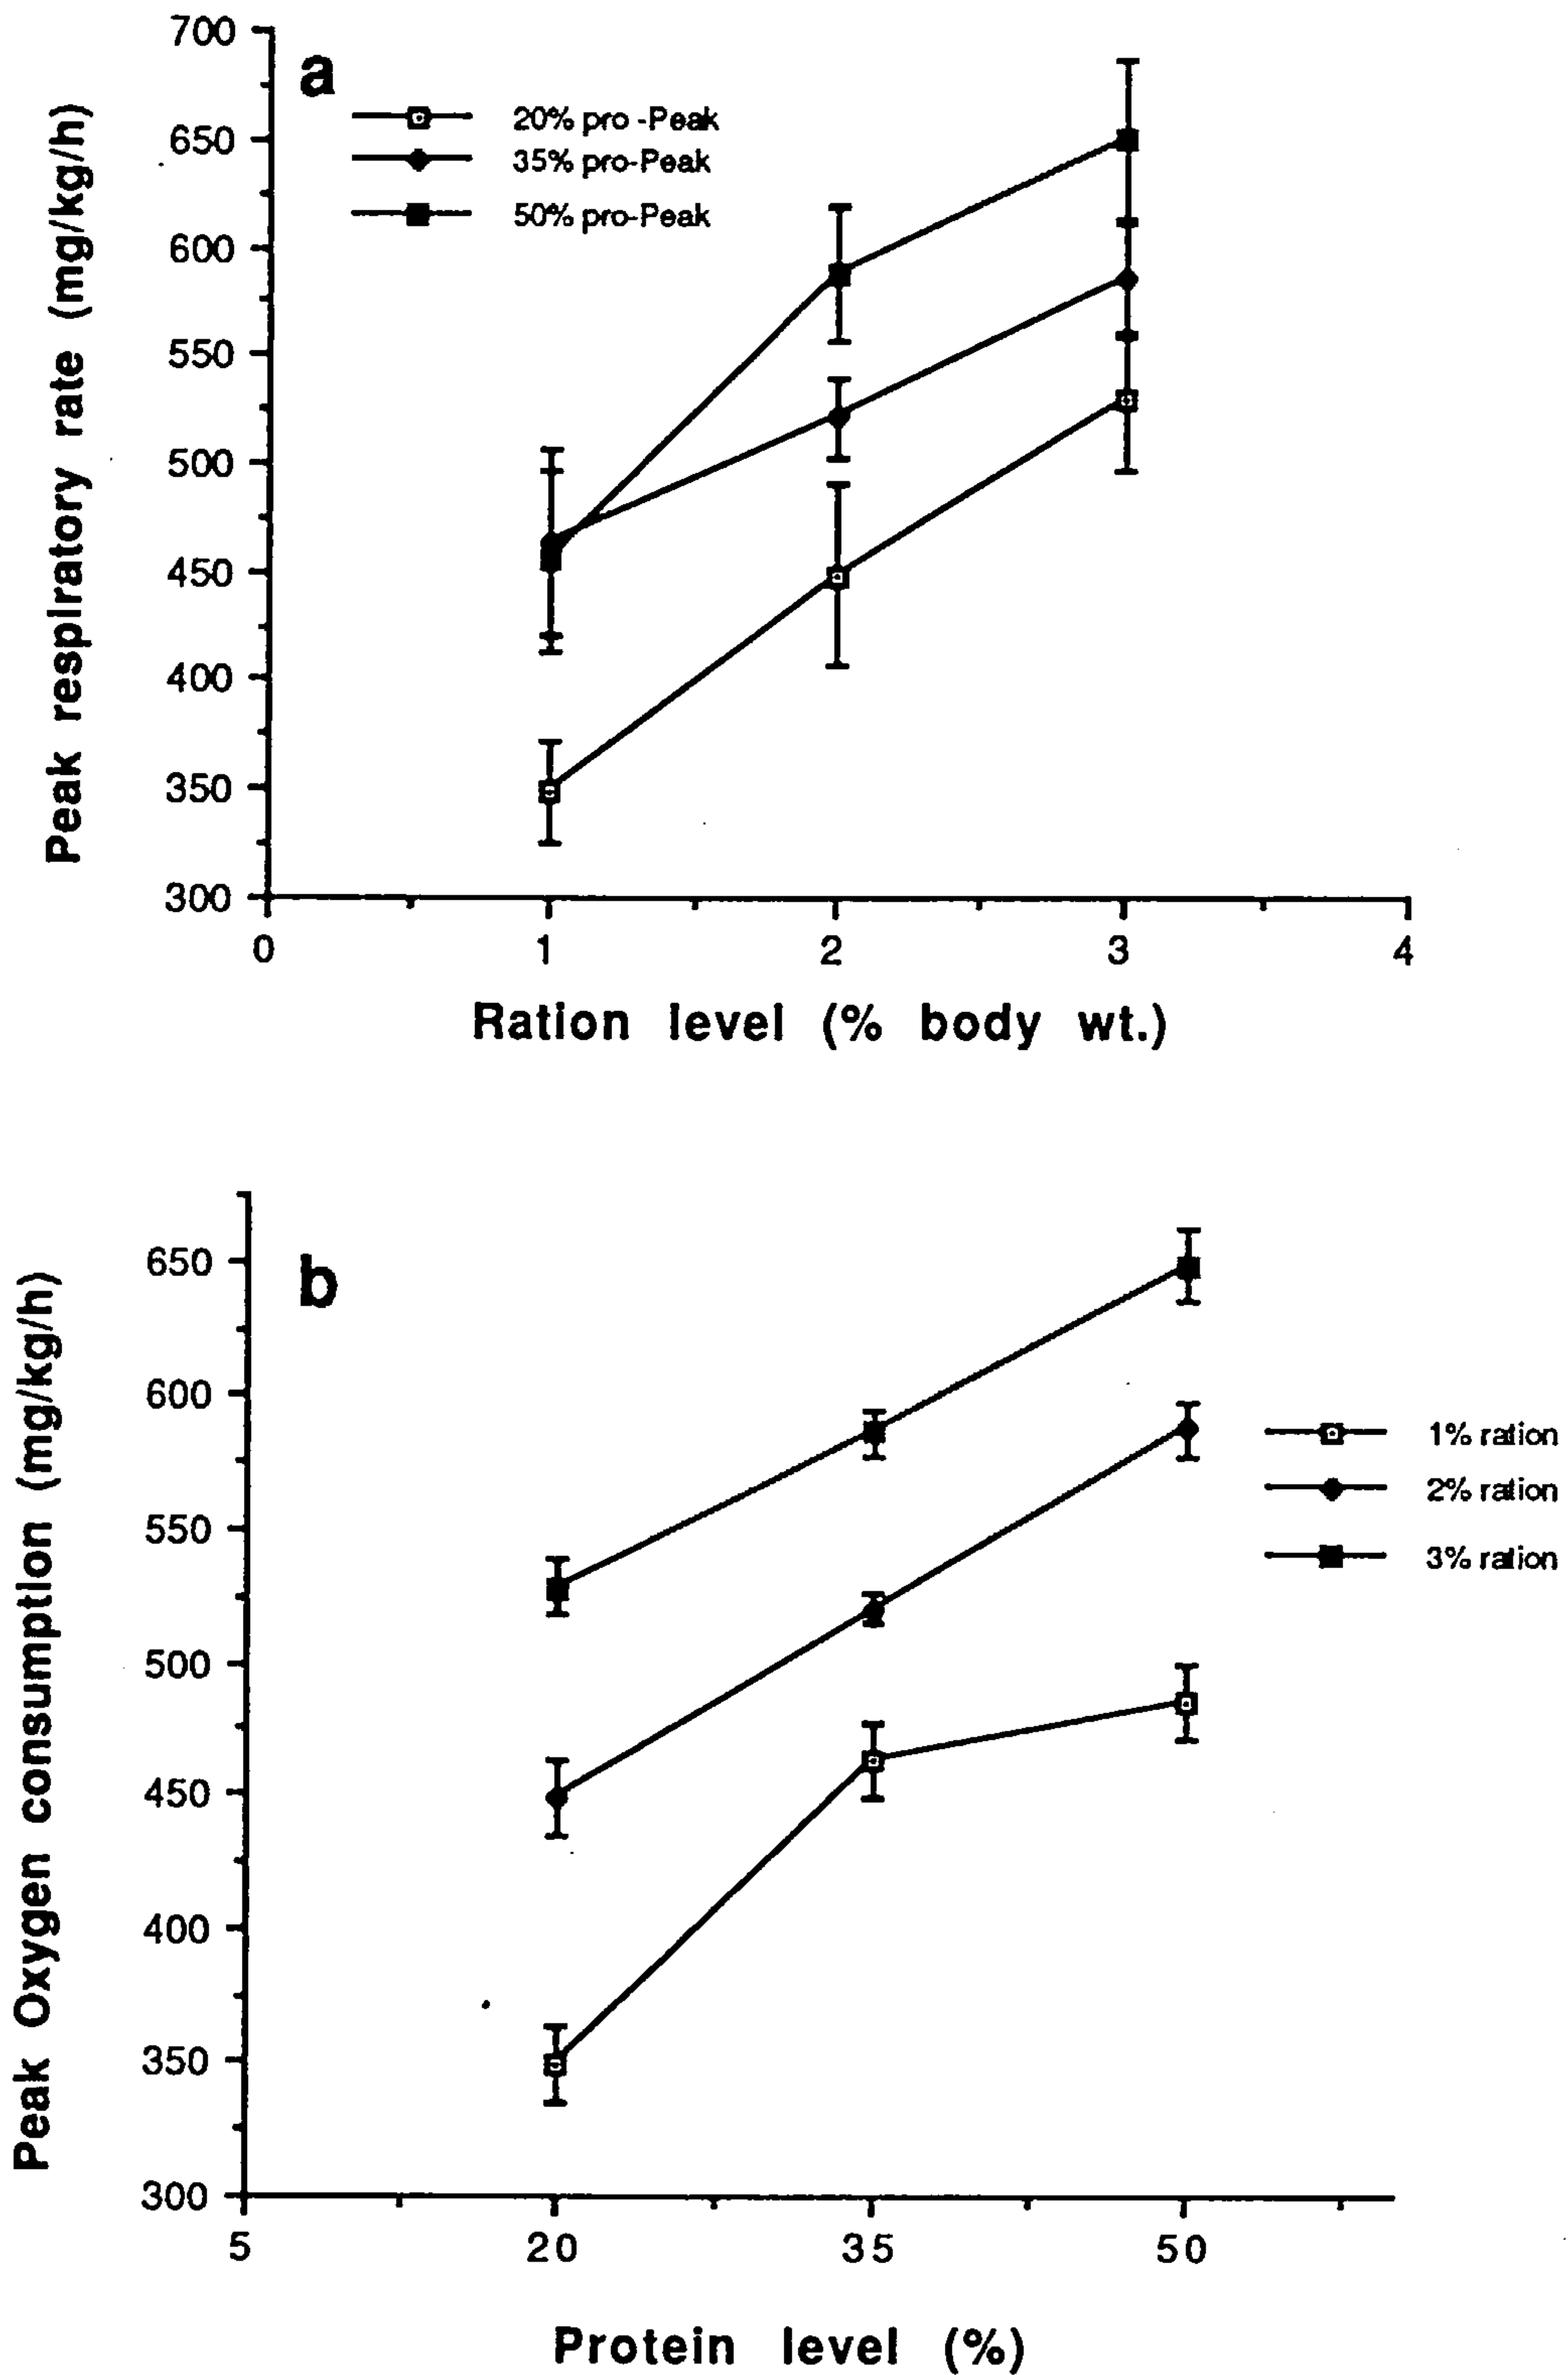 700
a
20% pro -Peak
650
35% pro-Peak
50% pro-Peak
600
550
500
450
400
350
300
0 1 2 3 4
Peak respiratory rate (mg/kg/h)
Ration level (% body wt.)
b
650
600
1% ration
2% ration
550
3% ration
500
450
400
350
300
5 20 35 50
Peak Oxygen consumption (mg/kg/h)
Protein level (%)